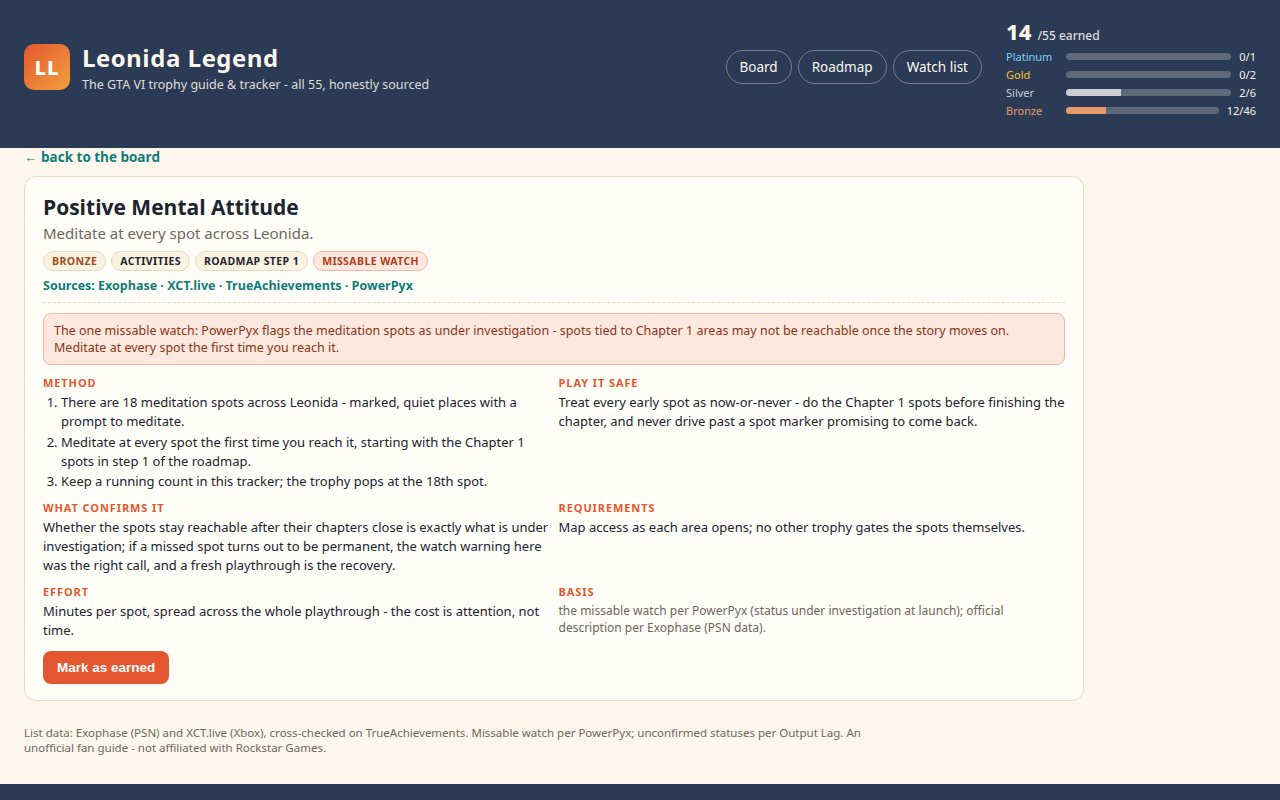 LL
Leonida Legend
The GTA VI trophy guide & tracker - all 55, honestly sourced
Board
Roadmap
Watch list
14 /55 earned
Platinum 0/1
Gold 0/2
Silver 2/6
Bronze 12/46
← back to the board
Positive Mental Attitude
Meditate at every spot across Leonida.
BRONZE
ACTIVITIES
ROADMAP STEP 1
MISSABLE WATCH
Sources: Exophase · XCT.live · TrueAchievements · PowerPyx
The one missable watch: PowerPyx flags the meditation spots as under investigation - spots tied to Chapter 1 areas may not be reachable once the story moves on.
Meditate at every spot the first time you reach it.
METHOD
1. There are 18 meditation spots across Leonida - marked, quiet places with a
prompt to meditate.
2. Meditate at every spot the first time you reach it, starting with the Chapter 1
spots in step 1 of the roadmap.
3. Keep a running count in this tracker; the trophy pops at the 18th spot.
PLAY IT SAFE
Treat every early spot as now-or-never - do the Chapter 1 spots before finishing the
chapter, and never drive past a spot marker promising to come back.
WHAT CONFIRMS IT
Whether the spots stay reachable after their chapters close is exactly what is under
investigation; if a missed spot turns out to be permanent, the watch warning here
was the right call, and a fresh playthrough is the recovery.
REQUIREMENTS
Map access as each area opens; no other trophy gates the spots themselves.
EFFORT
Minutes per spot, spread across the whole playthrough - the cost is attention, not
time.
BASIS
the missable watch per PowerPyx (status under investigation at launch); official
description per Exophase (PSN data).
Mark as earned
List data: Exophase (PSN) and XCT.live (Xbox), cross-checked on TrueAchievements. Missable watch per PowerPyx; unconfirmed statuses per Output Lag. An
unofficial fan guide - not affiliated with Rockstar Games.